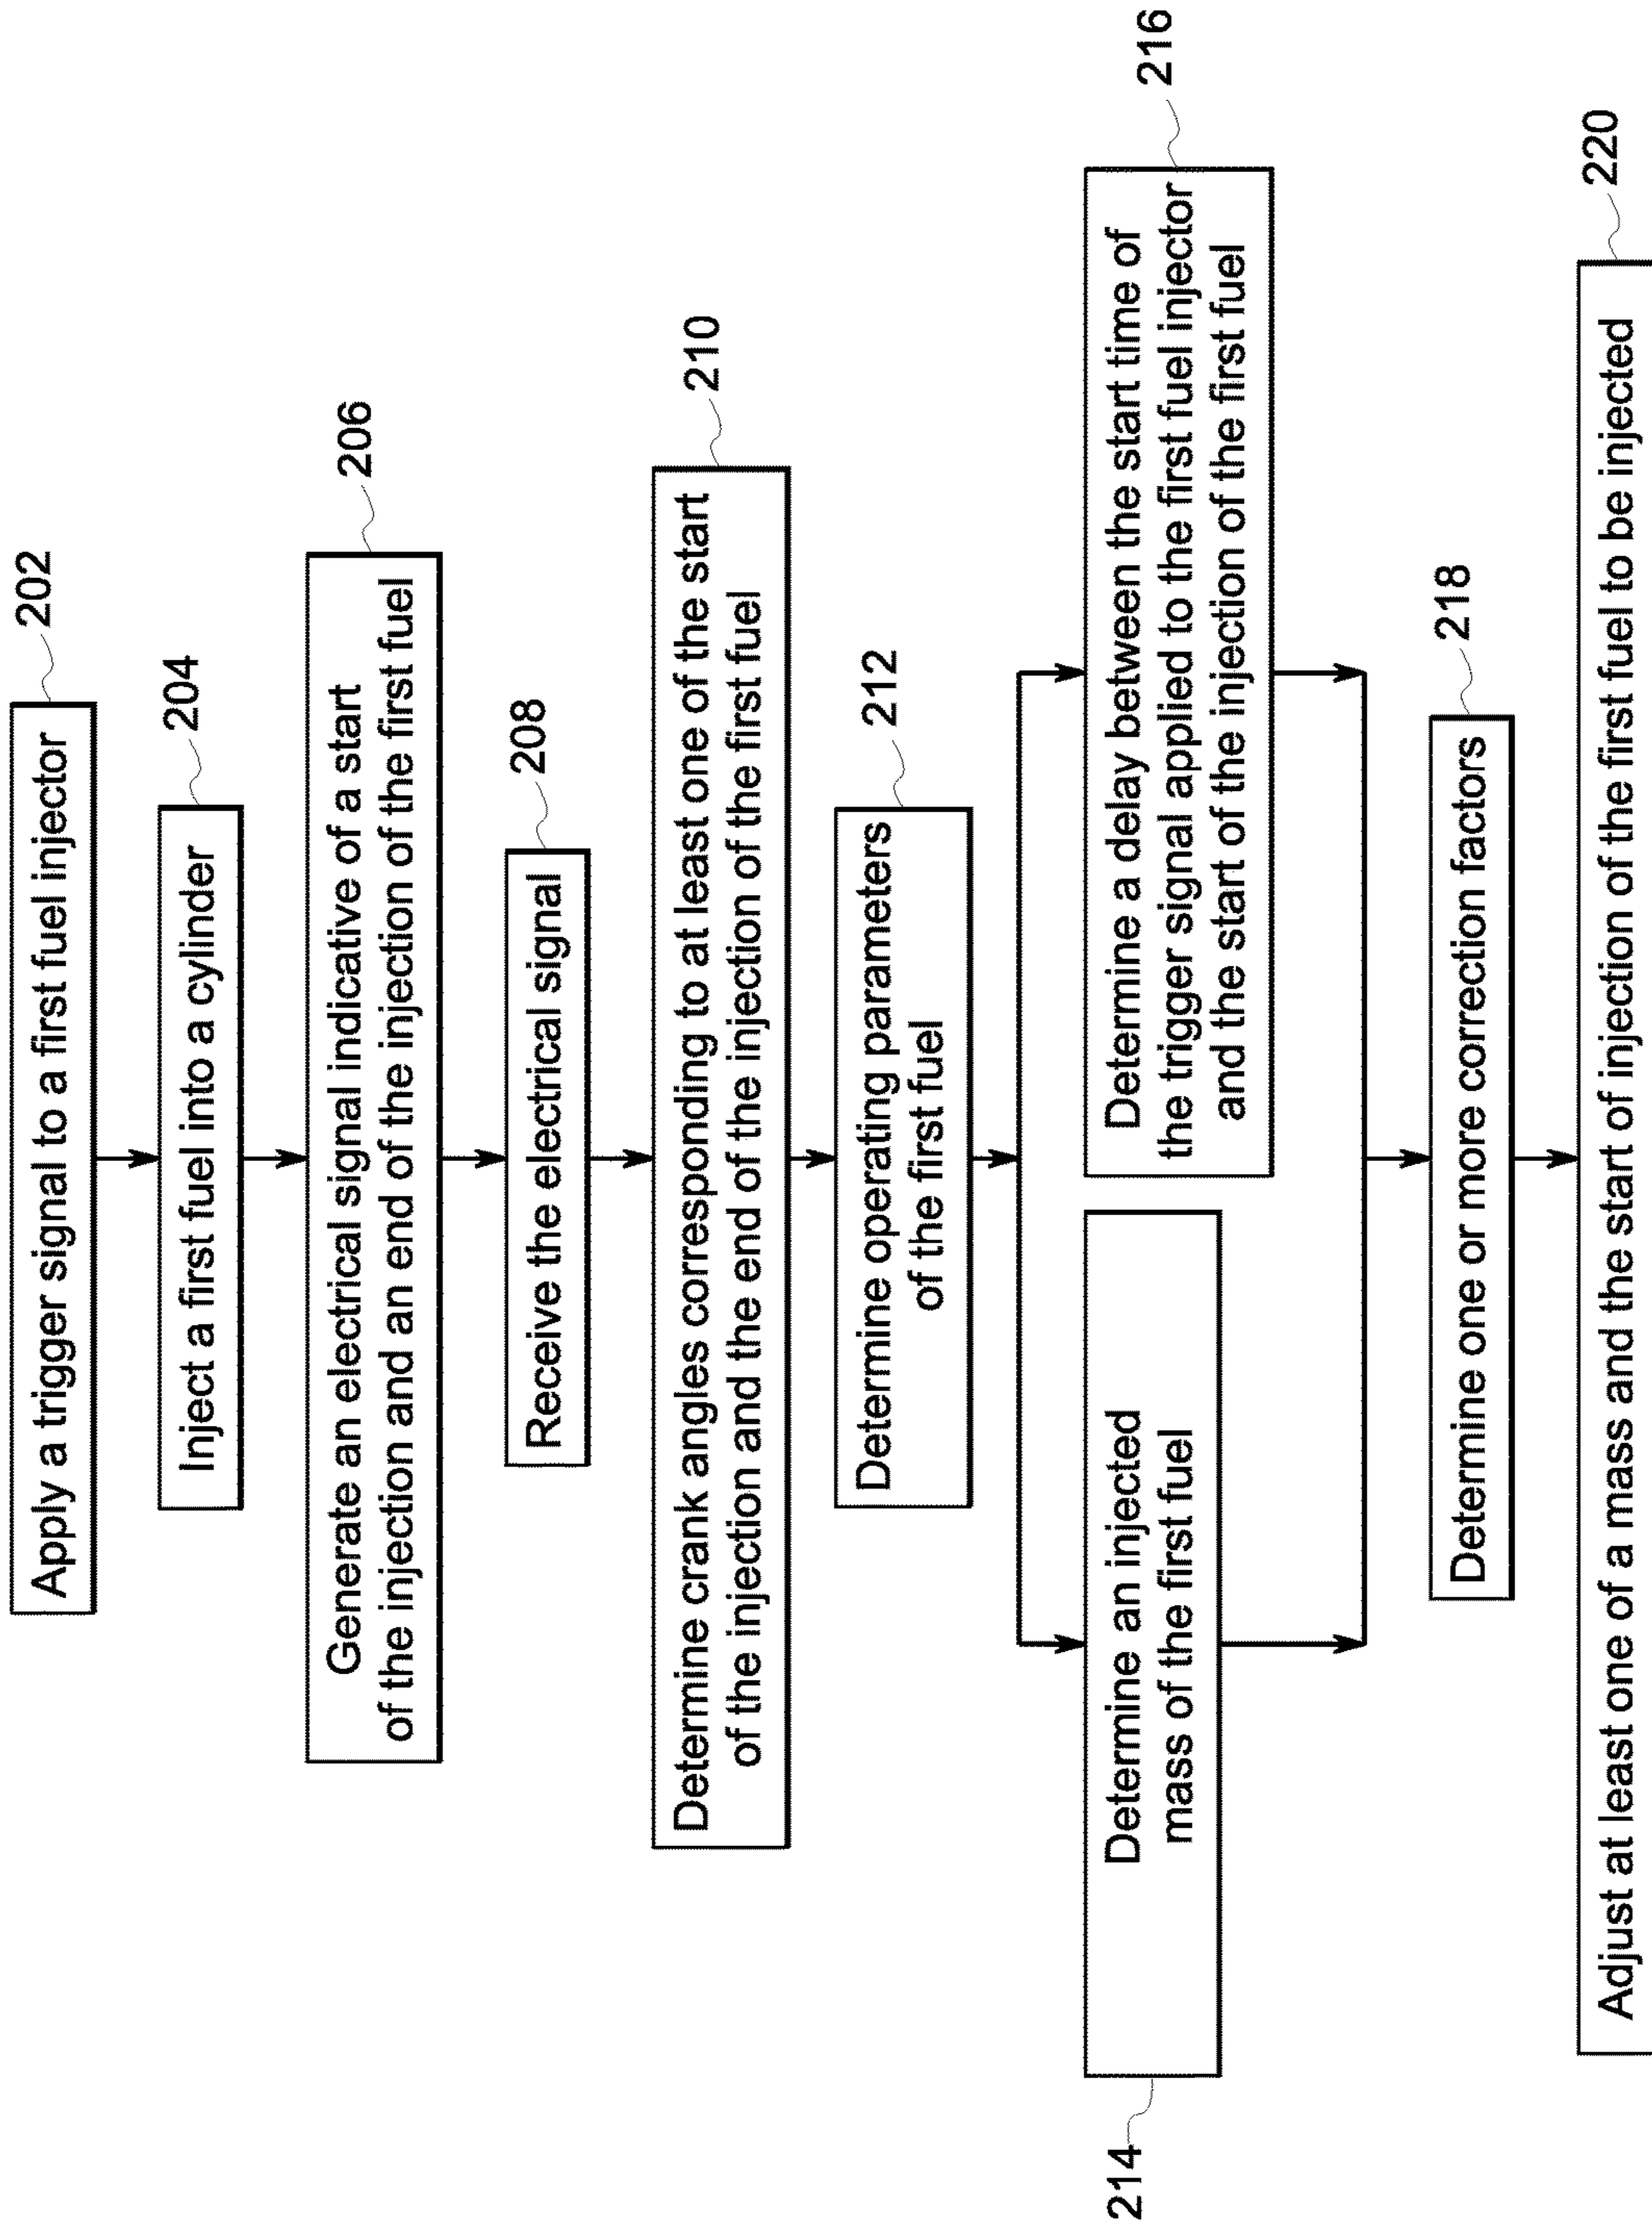 Apply a trigger signal to a first fuel injector
202
Inject a first fuel into a cylinder
204
Generate an electrical signal indicative of a start
of the injection and an end of the injection of the first fuel
206
Receive the electrical signal
208
Determine crank angles corresponding to at least one of the start
of the injection and the end of the injection of the first fuel
210
Determine operating parameters
of the first fuel
212
214
Determine an injected
mass of the first fuel
Determine a delay between the start time of
the trigger signal applied to the first fuel injector
and the start of the injection of the first fuel
216
Determine one or more correction factors
218
Adjust at least one of a mass and the start of injection of the first fuel to be injected
220